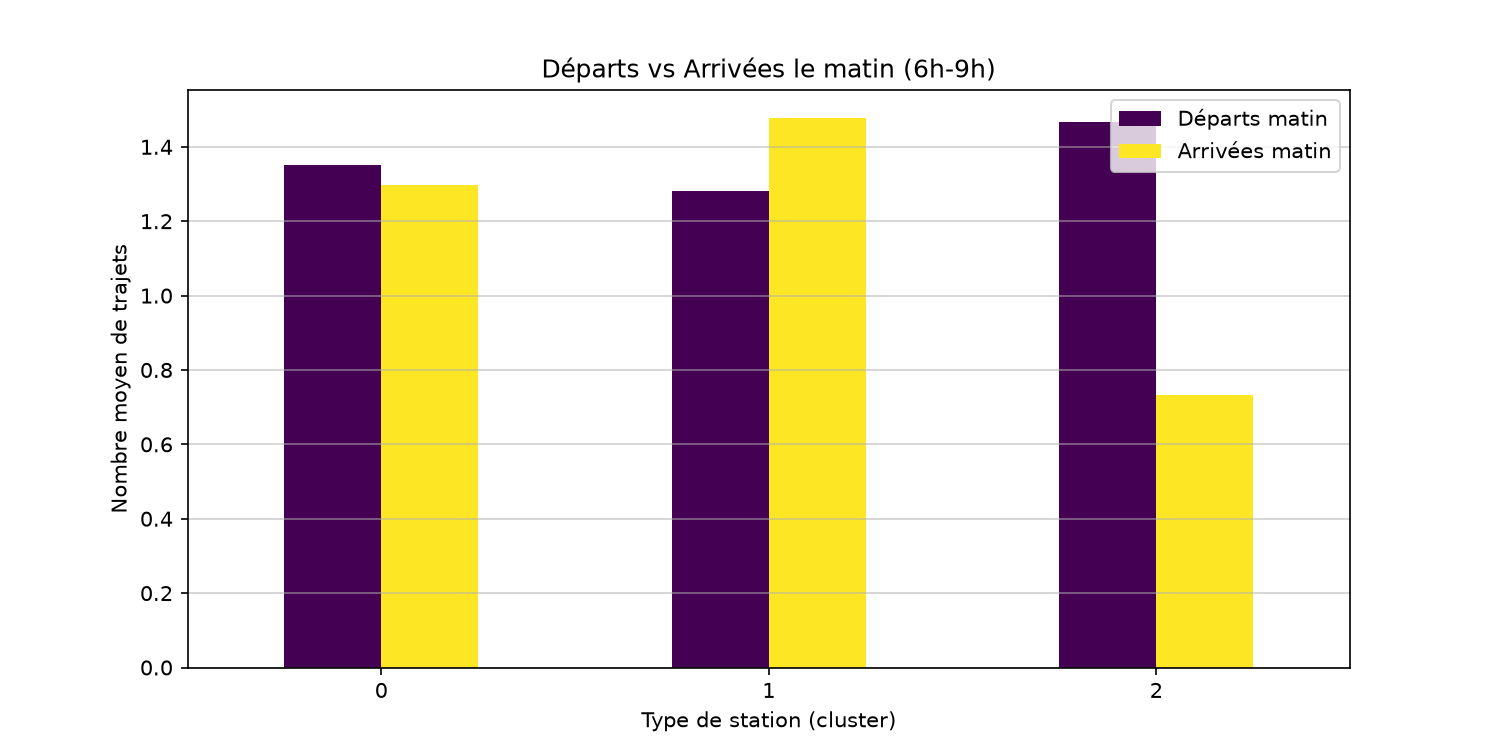 Départs vs Arrivées le matin (6h-9h)
Départs matin
Arrivées matin
Nombre moyen de trajets
1.4
1.2
1.0
0.8
0.6
0.4
0.2
0.0
0 1 2
Type de station (cluster)